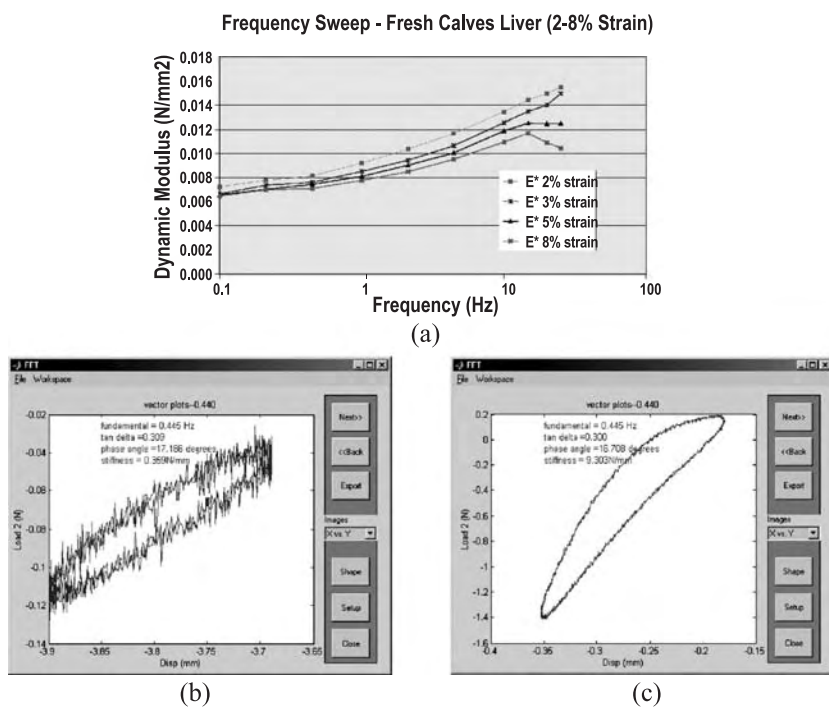 Frequency Sweep - Fresh Calves Liver (2-8% Strain)
Dynamic Modulus (N/mm2)
0.018
0.016
0.014
0.012
0.010
0.008
0.006
0.004
0.002
0.000
E* 2% strain
E* 3% strain
E* 5% strain
E* 8% strain
0.1
1
10
100
Frequency (Hz)
(a)
FFT
File Workspace
vector plots-0.440
fundamental = 0.445 Hz
tan delta =0.309
phase angle =17.186 degrees
stiffness = 0.359N/mm
Load 2 (N)
-0.02
-0.04
-0.06
-0.08
-0.1
-0.12
-0.14
-3.9
-3.85
-3.8
-3.75
-3.7
-3.65
Disp (mm)
Next>>
<<Back
Export
Images
X vs. Y
Shape
Setup
Close
(b)
FFT
File Workspace
vector plots-0.440
fundamental = 0.445 Hz
tan delta =0.300
phase angle =16.708 degrees
stiffness = 9.303N/mm
Load 2 (N)
0.2
0
-0.2
-0.4
-0.6
-0.8
-1
-1.2
-1.4
-1.6
-0.4
-0.35
-0.3
-0.25
-0.2
-0.15
Disp (mm)
Next>>
<<Back
Export
Images
X vs. Y
Shape
Setup
Close
(c)